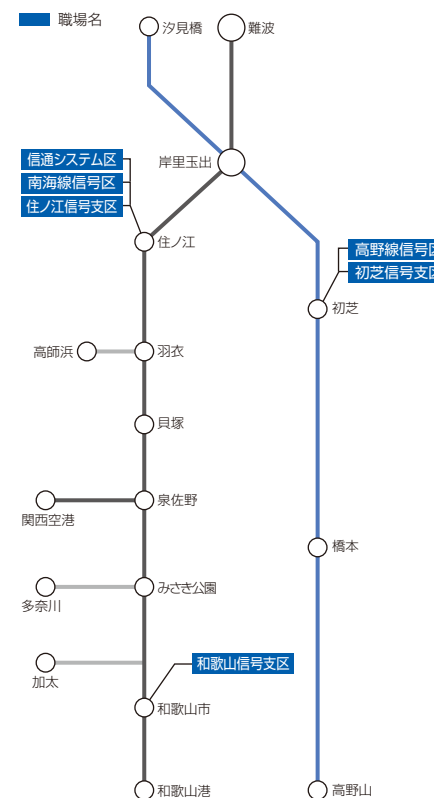 職場名
汐見橋
難波
岸里玉出
信通システム区
南海線信号区
住ノ江信号支区
住ノ江
高野線信号区
初芝信号支区
初芝
高師浜
羽衣
貝塚
泉佐野
関西空港
橋本
みさき公園
多奈川
和歌山信号支区
加太
和歌山市
和歌山港
高野山